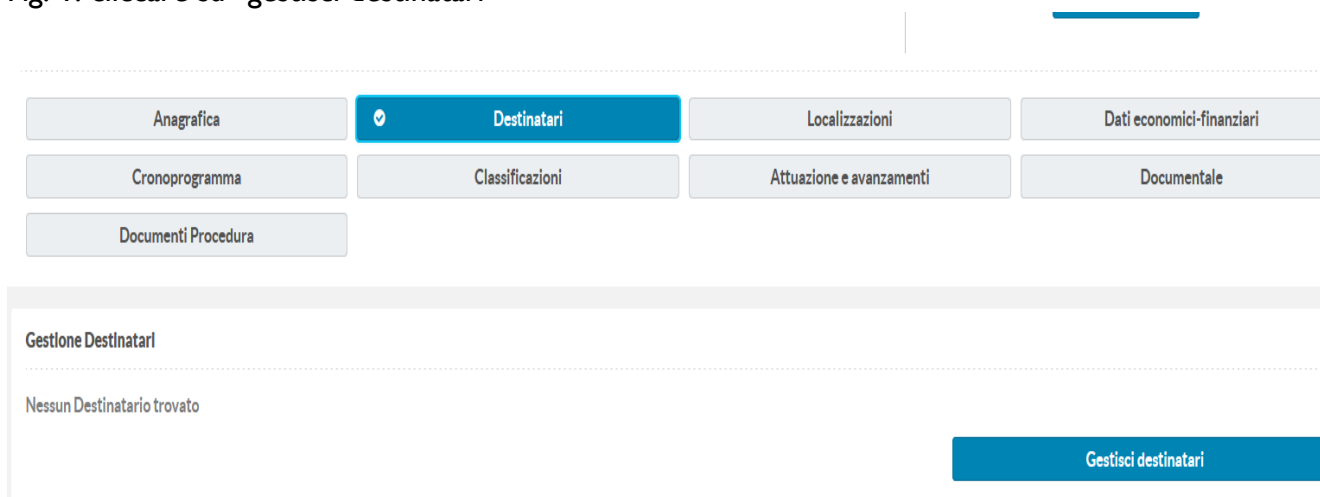 Anagrafica
Destinatari
Localizzazioni
Dati economici-finanziari
Cronoprogramma
Classificazioni
Attuazione e avanzamenti
Documentale
Documenti Procedura
Gestione Destinatari
Nessun Destinatario trovato
Gestisci destinatari